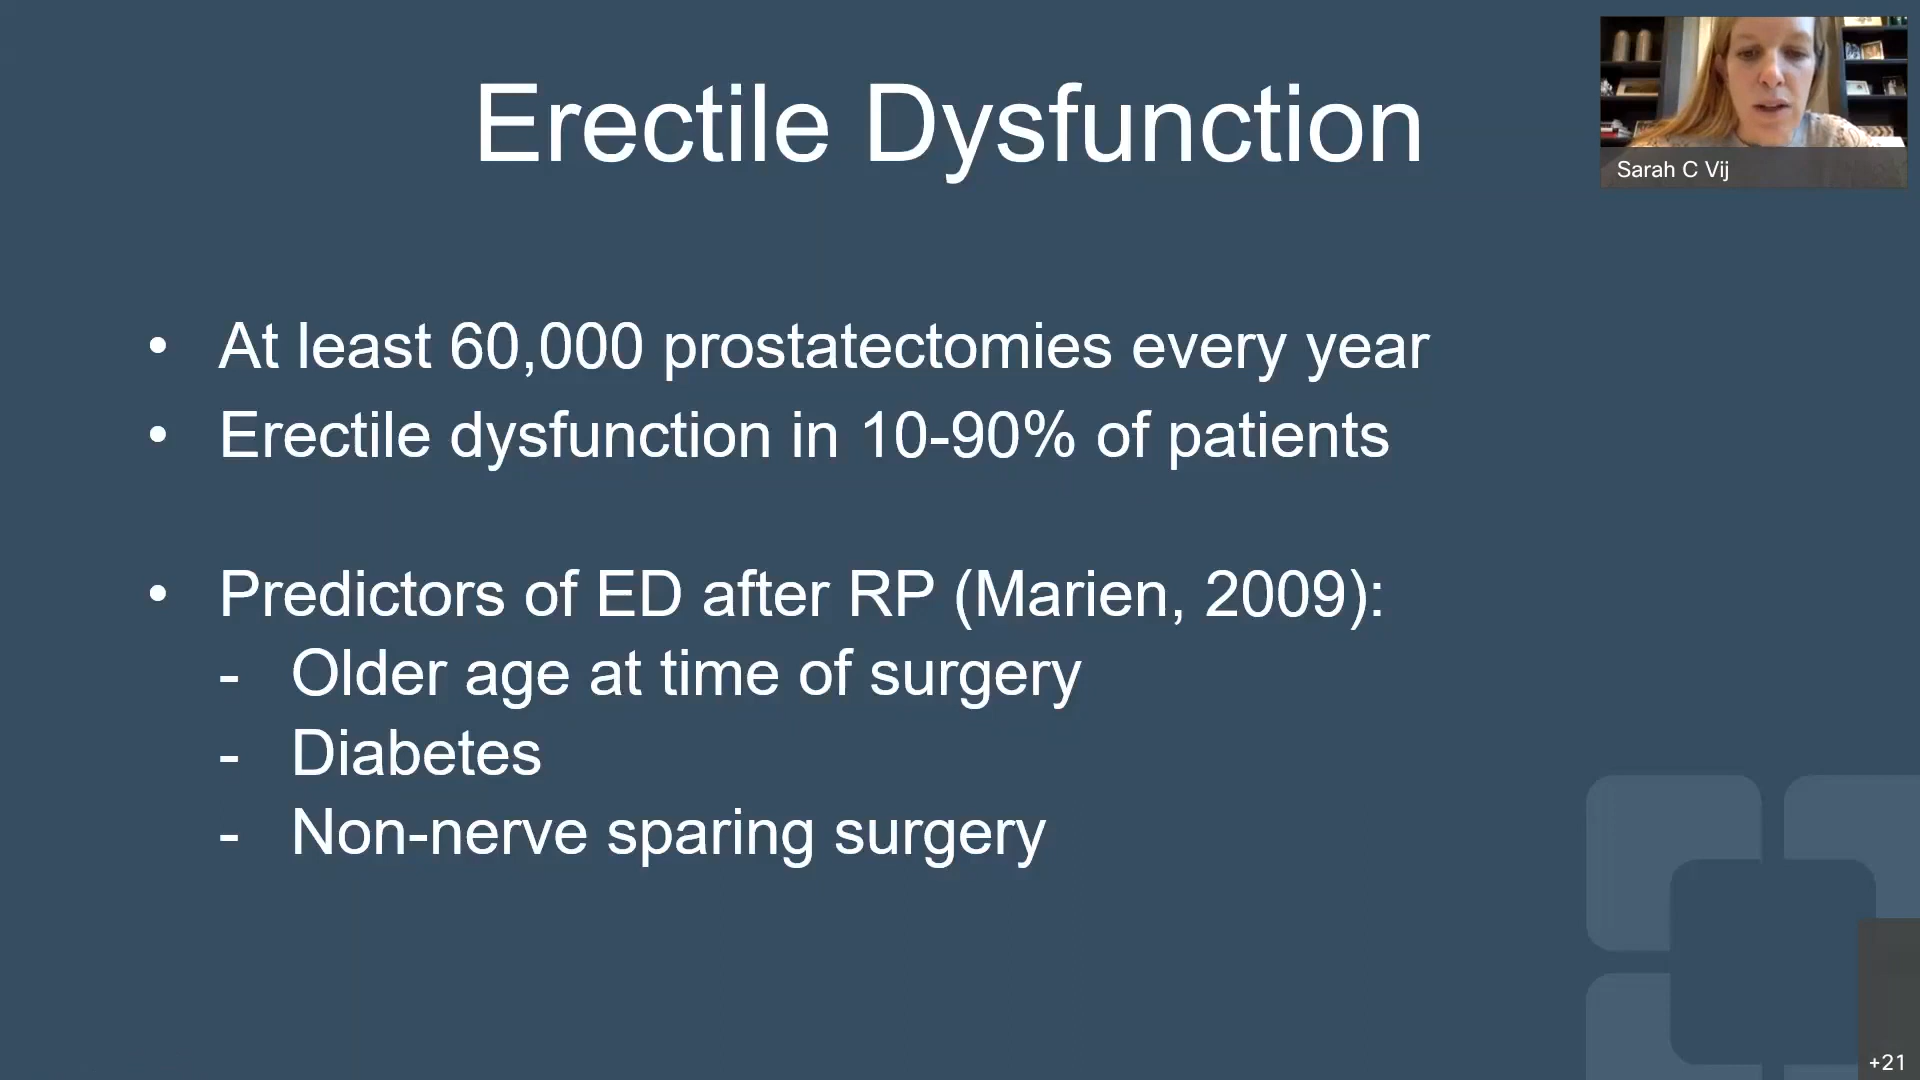 Erectile Dysfunction
Sarah C Vij
• At least 60,000 prostatectomies every year
• Erectile dysfunction in 10-90% of patients
• Predictors of ED after RP (Marien, 2009):
- Older age at time of surgery
- Diabetes
- Non-nerve sparing surgery
+21